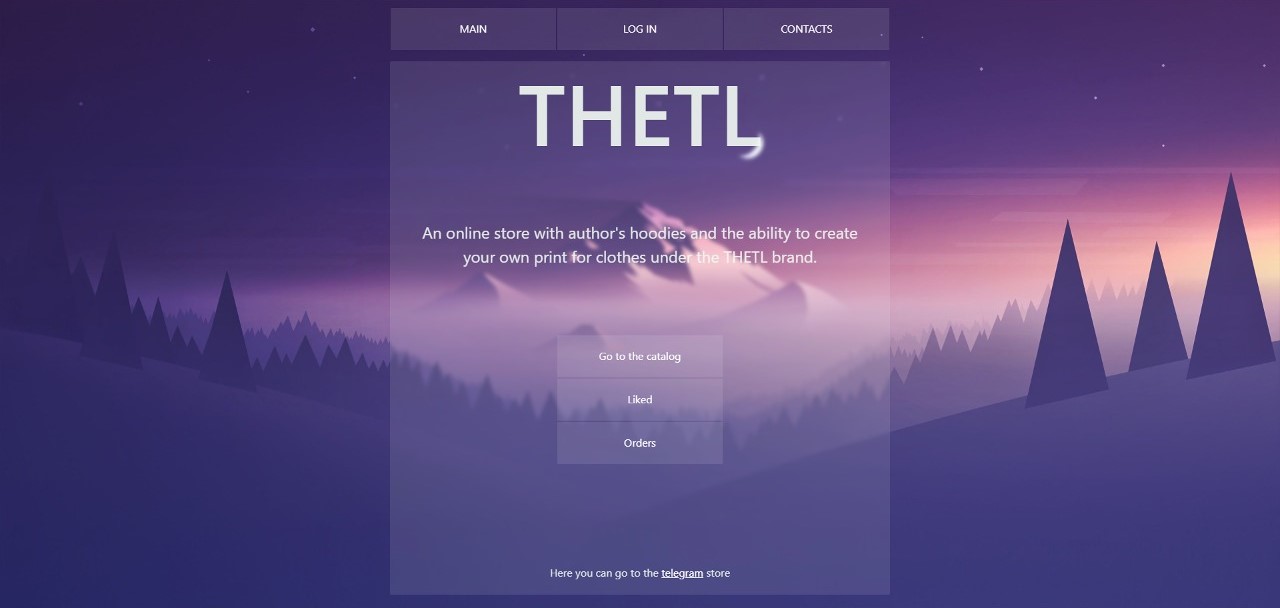 MAIN LOG IN CONTACTS
THETL
An online store with author's hoodies and the ability to create
your own print for clothes under the THETL brand.
Go to the catalog
Liked
Orders
Here you can go to the telegram store